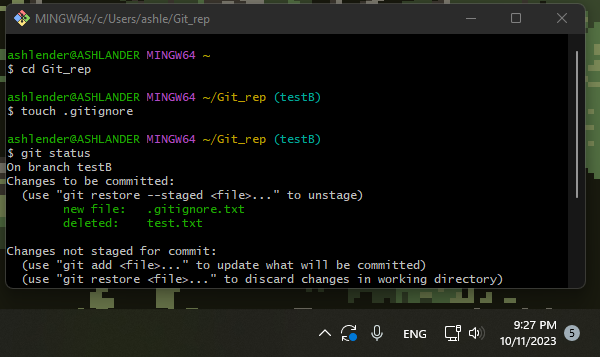 MINGW64:/c/Users/ashle/Git_rep
ashlender@ASHLANDER MINGW64 ~
$ cd Git_rep
ashlender@ASHLANDER MINGW64 ~/Git_rep (testB)
$ touch .gitignore
ashlender@ASHLANDER MINGW64 ~/Git_rep (testB)
$ git status
On branch testB
Changes to be committed:
  (use "git restore --staged <file>..." to unstage)
        new file:   .gitignore.txt
        deleted:    test.txt
Changes not staged for commit:
  (use "git add <file>..." to update what will be committed)
  (use "git restore <file>..." to discard changes in working directory)
ENG
9:27 PM
10/11/2023
5